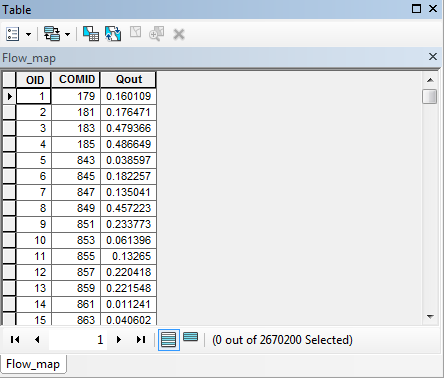 Table
Flow_map
OID COMID Qout
1 179 0.160109
2 181 0.176471
3 183 0.479366
4 185 0.486649
5 843 0.038597
6 845 0.182257
7 847 0.135041
8 849 0.457223
9 851 0.233773
10 853 0.061396
11 855 0.13265
12 857 0.220418
13 859 0.221548
14 861 0.011241
15 863 0.040602
1 (0 out of 2670200 Selected)
Flow_map